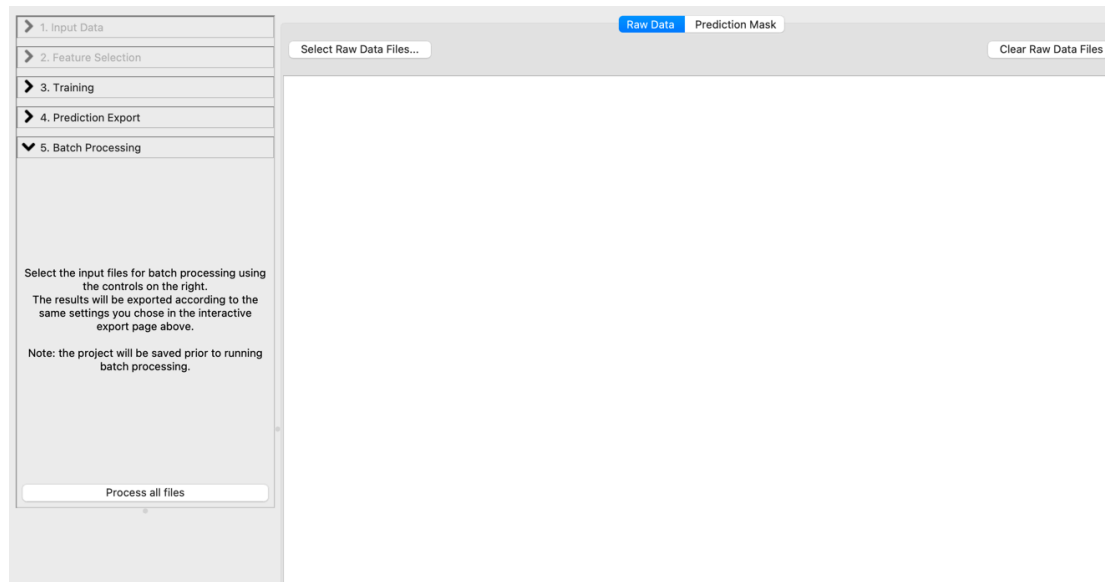 1. Input Data
2. Feature Selection
3. Training
4. Prediction Export
5. Batch Processing
Select the input files for batch processing using
the controls on the right.
The results will be exported according to the
same settings you chose in the interactive
export page above.
Note: the project will be saved prior to running
batch processing.
Process all files
Raw Data Prediction Mask
Select Raw Data Files... Clear Raw Data Files